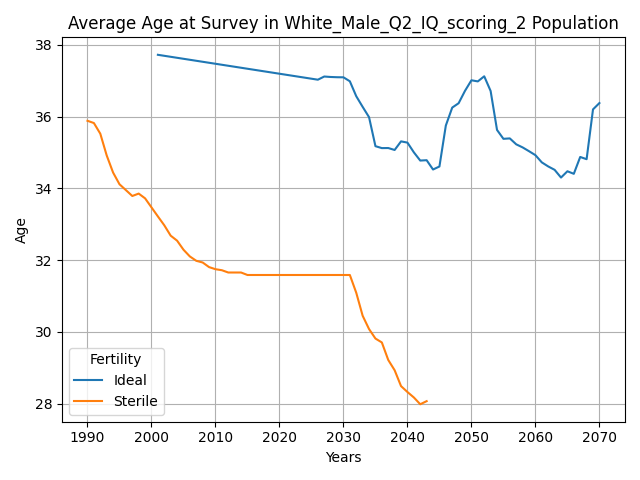 Average Age at Survey in White_Male_Q2_IQ_scoring_2 Population
38
36
34
32
30
28
Age
Fertility
Ideal
Sterile
1990 2000 2010 2020 2030 2040 2050 2060 2070
Years